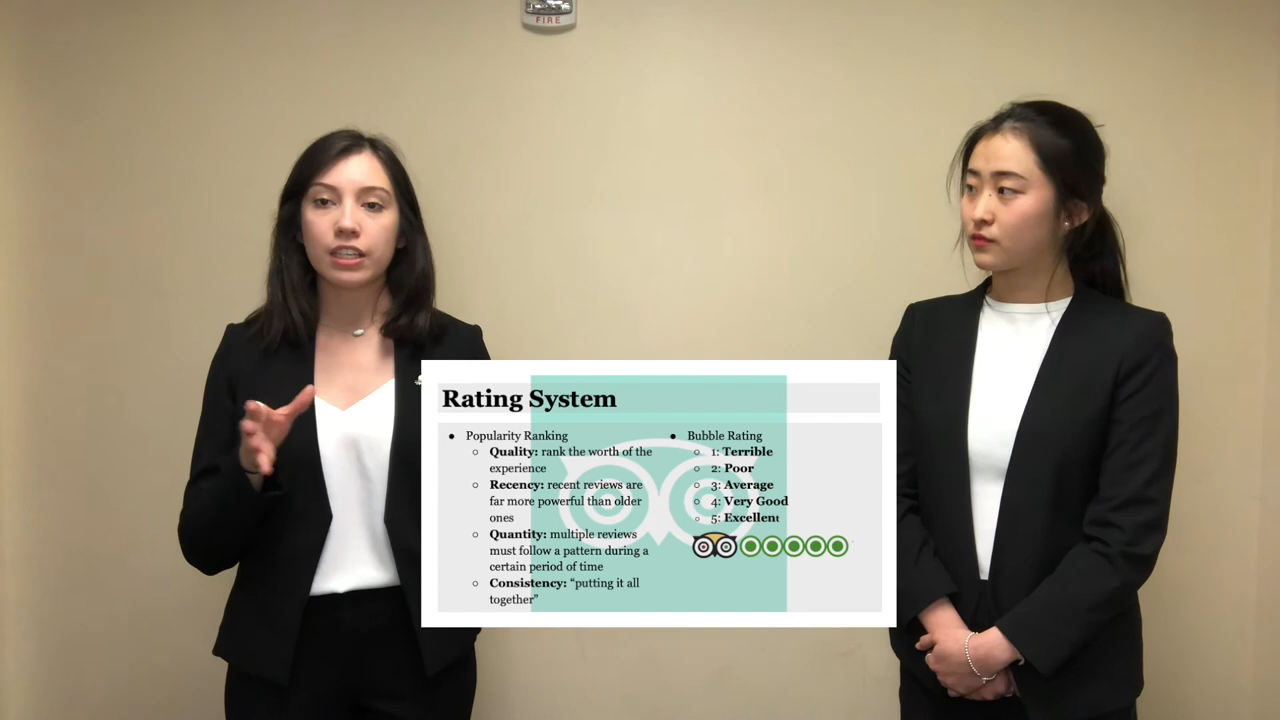 FIRE
Rating System
● Popularity Ranking
○ Quality: rank the worth of the
experience
○ Recency: recent reviews are
far more powerful than older
ones
○ Quantity: multiple reviews
must follow a pattern during a
certain period of time
○ Consistency: “putting it all
together”
● Bubble Rating
○ 1: Terrible
○ 2: Poor
○ 3: Average
○ 4: Very Good
○ 5: Excellent